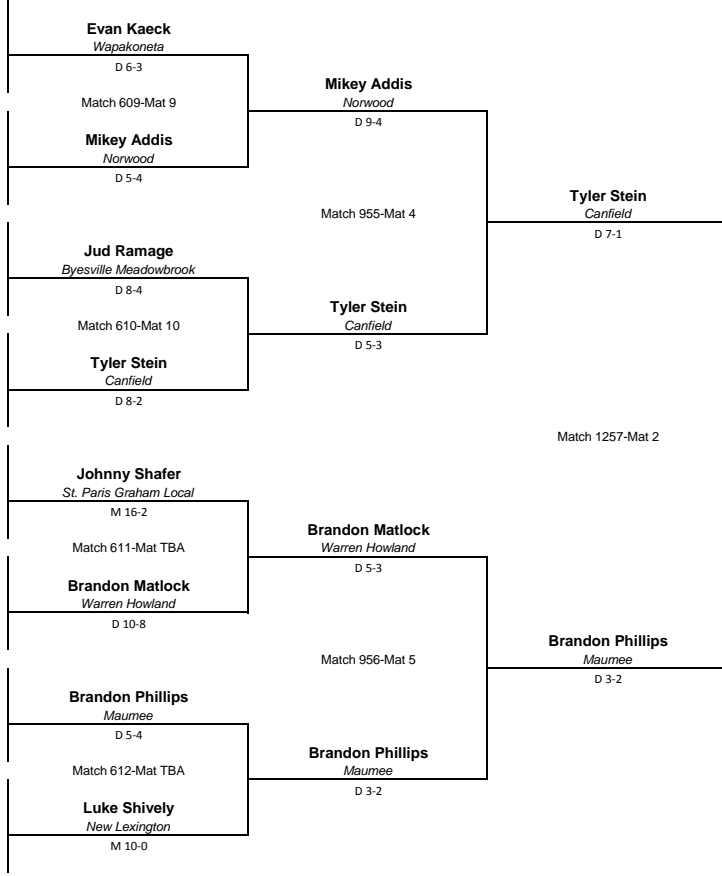 Evan Kaeck
Wapakoneta
D 6-3
Match 609-Mat 9
Mikey Addis
Norwood
D 5-4
Jud Ramage
Byesville Meadowbrook
D 8-4
Match 610-Mat 10
Tyler Stein
Canfield
D 8-2
Johnny Shafer
St. Paris Graham Local
M 16-2
Match 611-Mat TBA
Brandon Matlock
Warren Howland
D 10-8
Brandon Phillips
Maumee
D 5-4
Match 612-Mat TBA
Luke Shively
New Lexington
M 10-0
Mikey Addis
Norwood
D 9-4
Match 955-Mat 4
Tyler Stein
Canfield
D 5-3
Brandon Matlock
Warren Howland
D 5-3
Match 956-Mat 5
Brandon Phillips
Maumee
D 3-2
Tyler Stein
Canfield
D 7-1
Match 1257-Mat 2
Brandon Phillips
Maumee
D 3-2